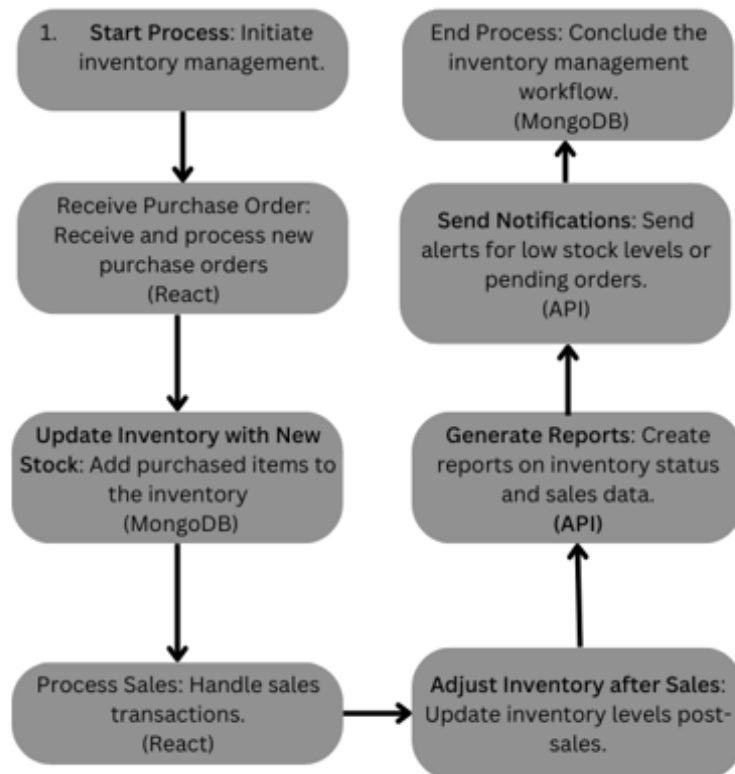 1. Start Process: Initiate
inventory management.
Receive Purchase Order:
Receive and process new
purchase orders
(React)
Update Inventory with New
Stock: Add purchased items to
the inventory
(MongoDB)
Process Sales: Handle sales
transactions.
(React)
Adjust Inventory after Sales:
Update inventory levels post-
sales.
Generate Reports: Create
reports on inventory status
and sales data.
(API)
Send Notifications: Send
alerts for low stock levels or
pending orders.
(API)
End Process: Conclude the
inventory management
workflow.
(MongoDB)